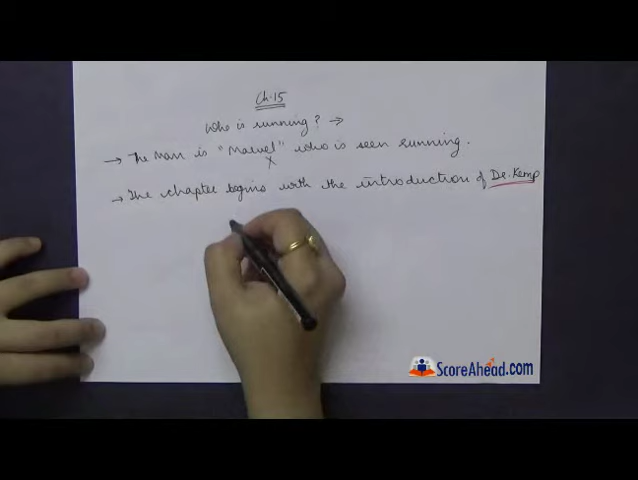 Ch.15
Who is running? →
→ The Man is "Marvel" who is seen running.
x
→ The chapter begins with the introduction of Dr. Kemp
ScoreAhead.com